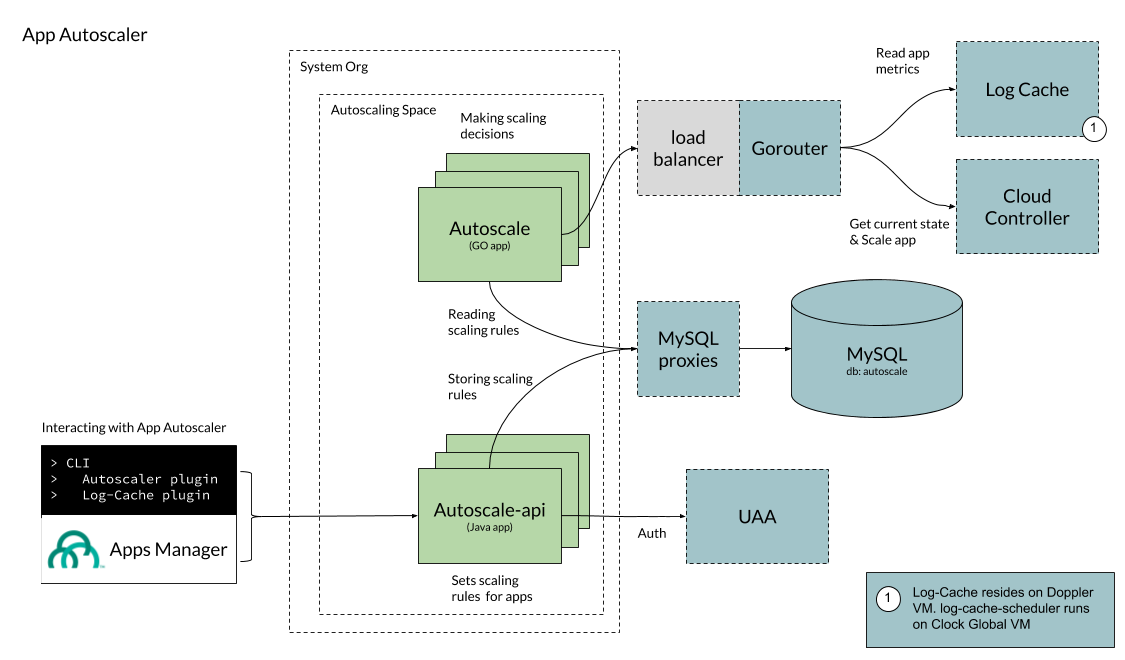 App Autoscaler
System Org
Autoscaling Space
Making scaling
decisions
Autoscale
(GO app)
load
balancer
Gorouter
Read app
metrics
Log Cache
1
Cloud
Controller
Get current state
& Scale app
Reading
scaling rules
Storing scaling
rules
MySQL
proxies
MySQL
db: autoscale
Interacting with App Autoscaler
> CLI
>   Autoscaler plugin
>   Log-Cache plugin
Apps Manager
Autoscale-api
(Java app)
Sets scaling
rules for apps
Auth
UAA
1
Log-Cache resides on Doppler
VM. log-cache-scheduler runs
on Clock Global VM